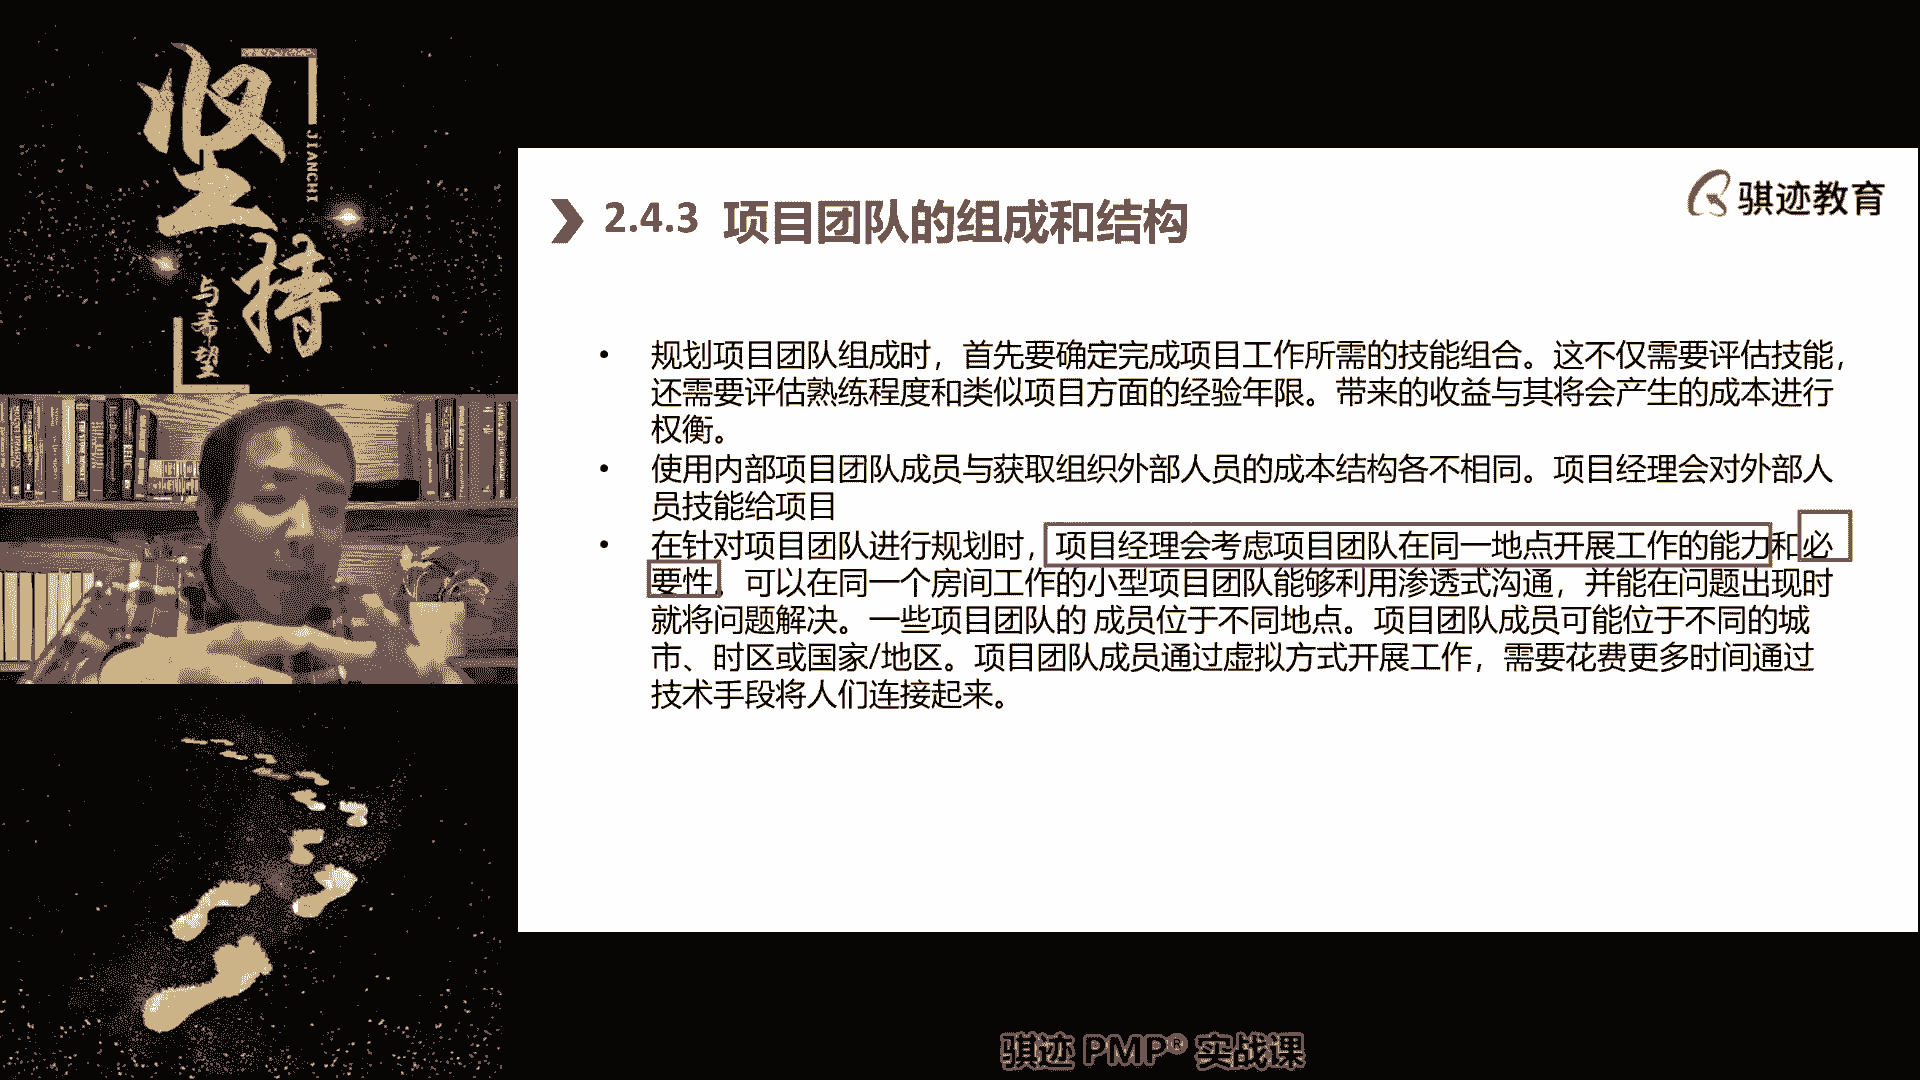 坚持
JIANCHI
与希望
骐迹教育
2.4.3 项目团队的组成和结构
• 规划项目团队组成时，首先要确定完成项目工作所需的技能组合。这不仅需要评估技能，
还需要评估熟练程度和类似项目方面的经验年限。带来的收益与其将会产生的成本进行
权衡。
• 使用内部项目团队成员与获取组织外部人员的成本结构各不相同。项目经理会对外部人
员技能给项目
• 在针对项目团队进行规划时，项目经理会考虑项目团队在同一地点开展工作的能力和必
要性。可以在同一个房间工作的小型项目团队能够利用渗透式沟通，并能在问题出现时
就将问题解决。一些项目团队的 成员位于不同地点。项目团队成员可能位于不同的城
市、时区或国家/地区。项目团队成员通过虚拟方式开展工作，需要花费更多时间通过
技术手段将人们连接起来。
骐迹 PMP® 实战课